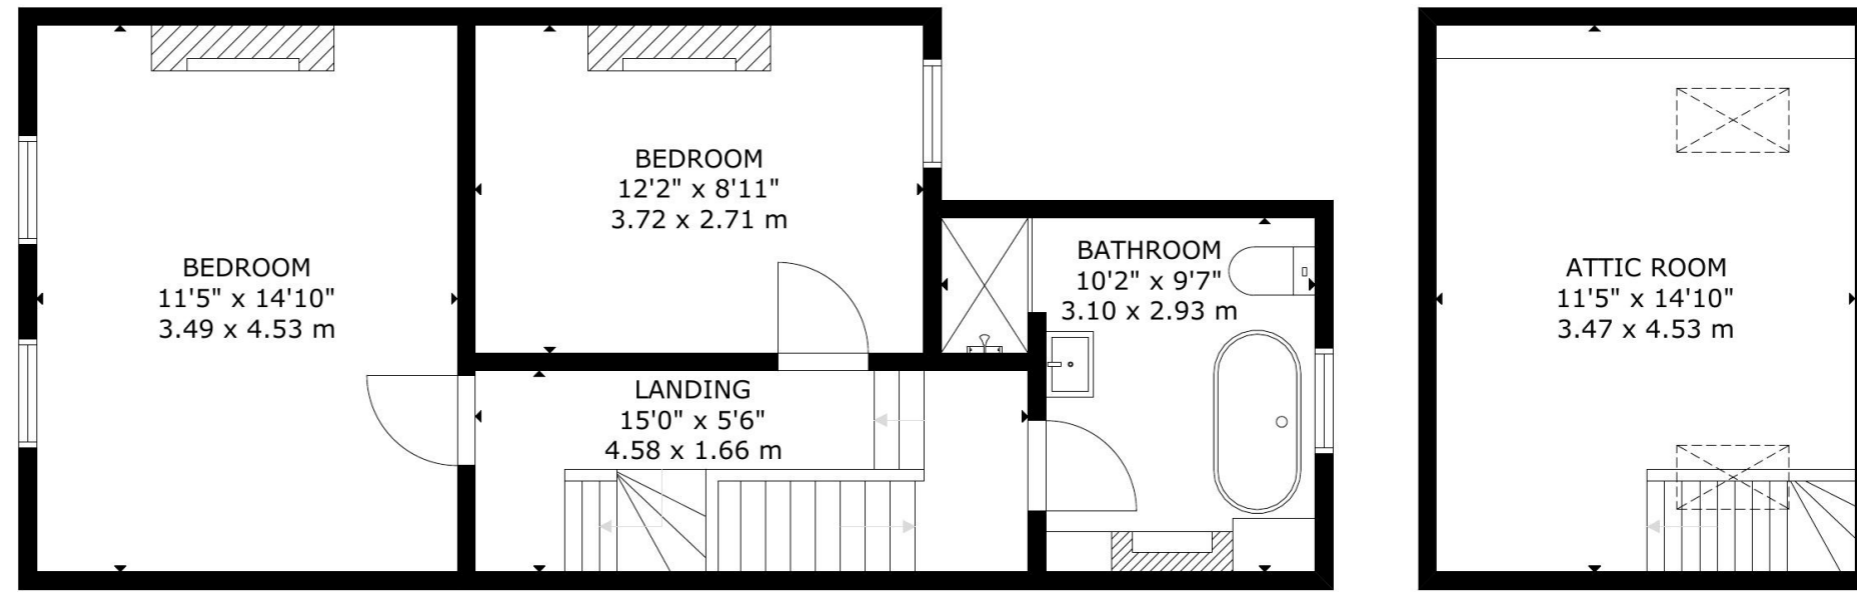 BEDROOM
11'5" x 14'10"
3.49 x 4.53 m
BEDROOM
12'2" x 8'11"
3.72 x 2.71 m
LANDING
15'0" x 5'6"
4.58 x 1.66 m
BATHROOM
10'2" x 9'7"
3.10 x 2.93 m
ATTIC ROOM
11'5" x 14'10"
3.47 x 4.53 m